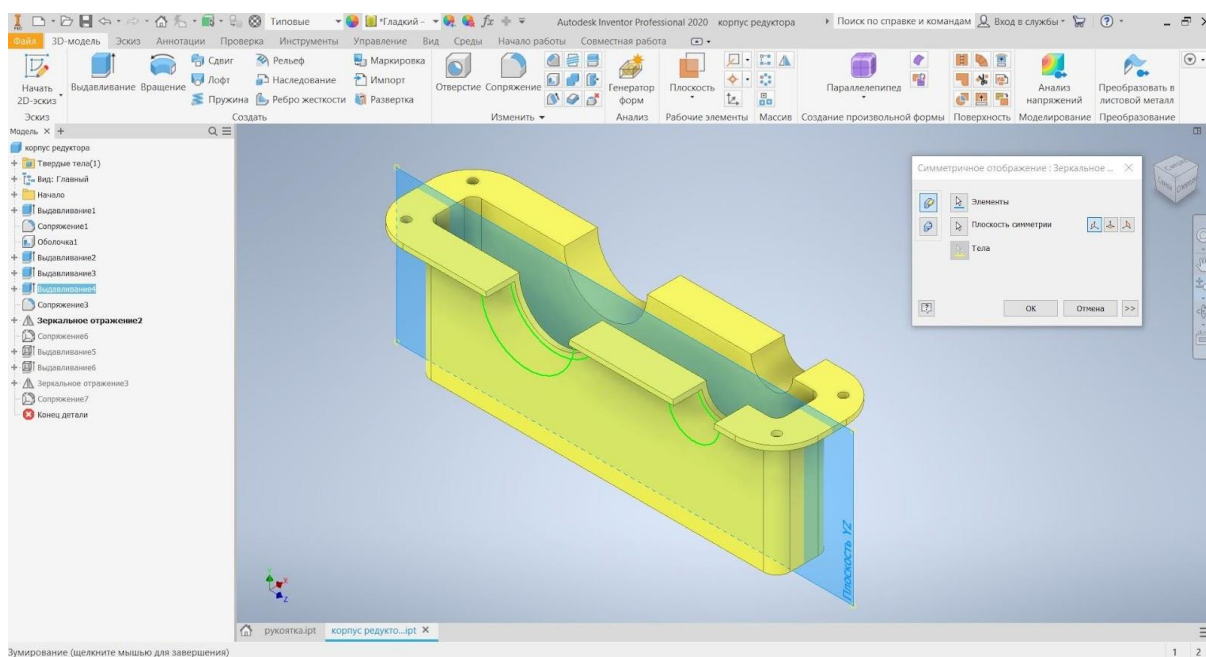 PRO
Типовые
*Гладкий -
fx
Autodesk Inventor Professional 2020 корпус редуктора
Поиск по справке и командам
Вход в службы
Файл 3D-модель Эскиз Аннотации Проверка Инструменты Управление Вид Среды Начало работы Совместная работа
Начать 2D-эскиз
Выдавливание
Вращение
Сдвиг
Лофт
Пружина
Рельеф
Наследование
Ребро жесткости
Маркировка
Импорт
Развертка
Отверстие
Сопряжение
Генератор форм
Плоскость
Параллелепипед
Анализ напряжений
Преобразовать в листовой металл
Эскиз Создать Изменить Анализ Рабочие элементы Массив Создание произвольной формы Поверхность Моделирование Преобразование
Модель × +
корпус редуктора
Твердые тела(1)
Вид: Главный
Начало
Выдавливание1
Сопряжение1
Оболочка1
Выдавливание2
Выдавливание3
Выдавливание4
Сопряжение3
Зеркальное отражение2
Сопряжение6
Выдавливание5
Выдавливание6
Зеркальное отражение3
Сопряжение7
Конец детали
Симметричное отображение : Зеркальное ...
Элементы
Плоскость симметрии
Тела
ОК Отмена >>
Плоскость YZ
Y
X
Z
рукоятка.ipt корпус редукто...ipt ×
Зумирование (щелкните мышью для завершения)
1 2